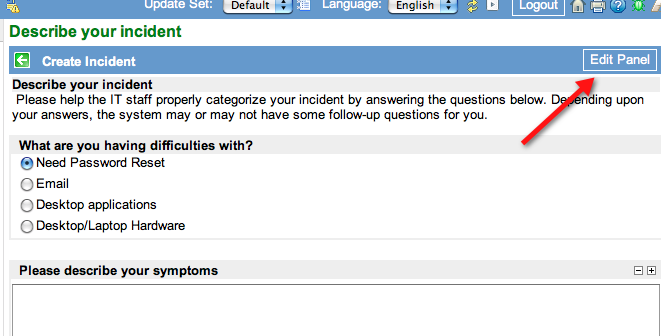 Update Set: Default Language: English Logout
Describe your incident
Create Incident Edit Panel
Describe your incident
Please help the IT staff properly categorize your incident by answering the questions below. Depending upon
your answers, the system may or may not have some follow-up questions for you.
What are you having difficulties with?
Need Password Reset
Email
Desktop applications
Desktop/Laptop Hardware
Please describe your symptoms